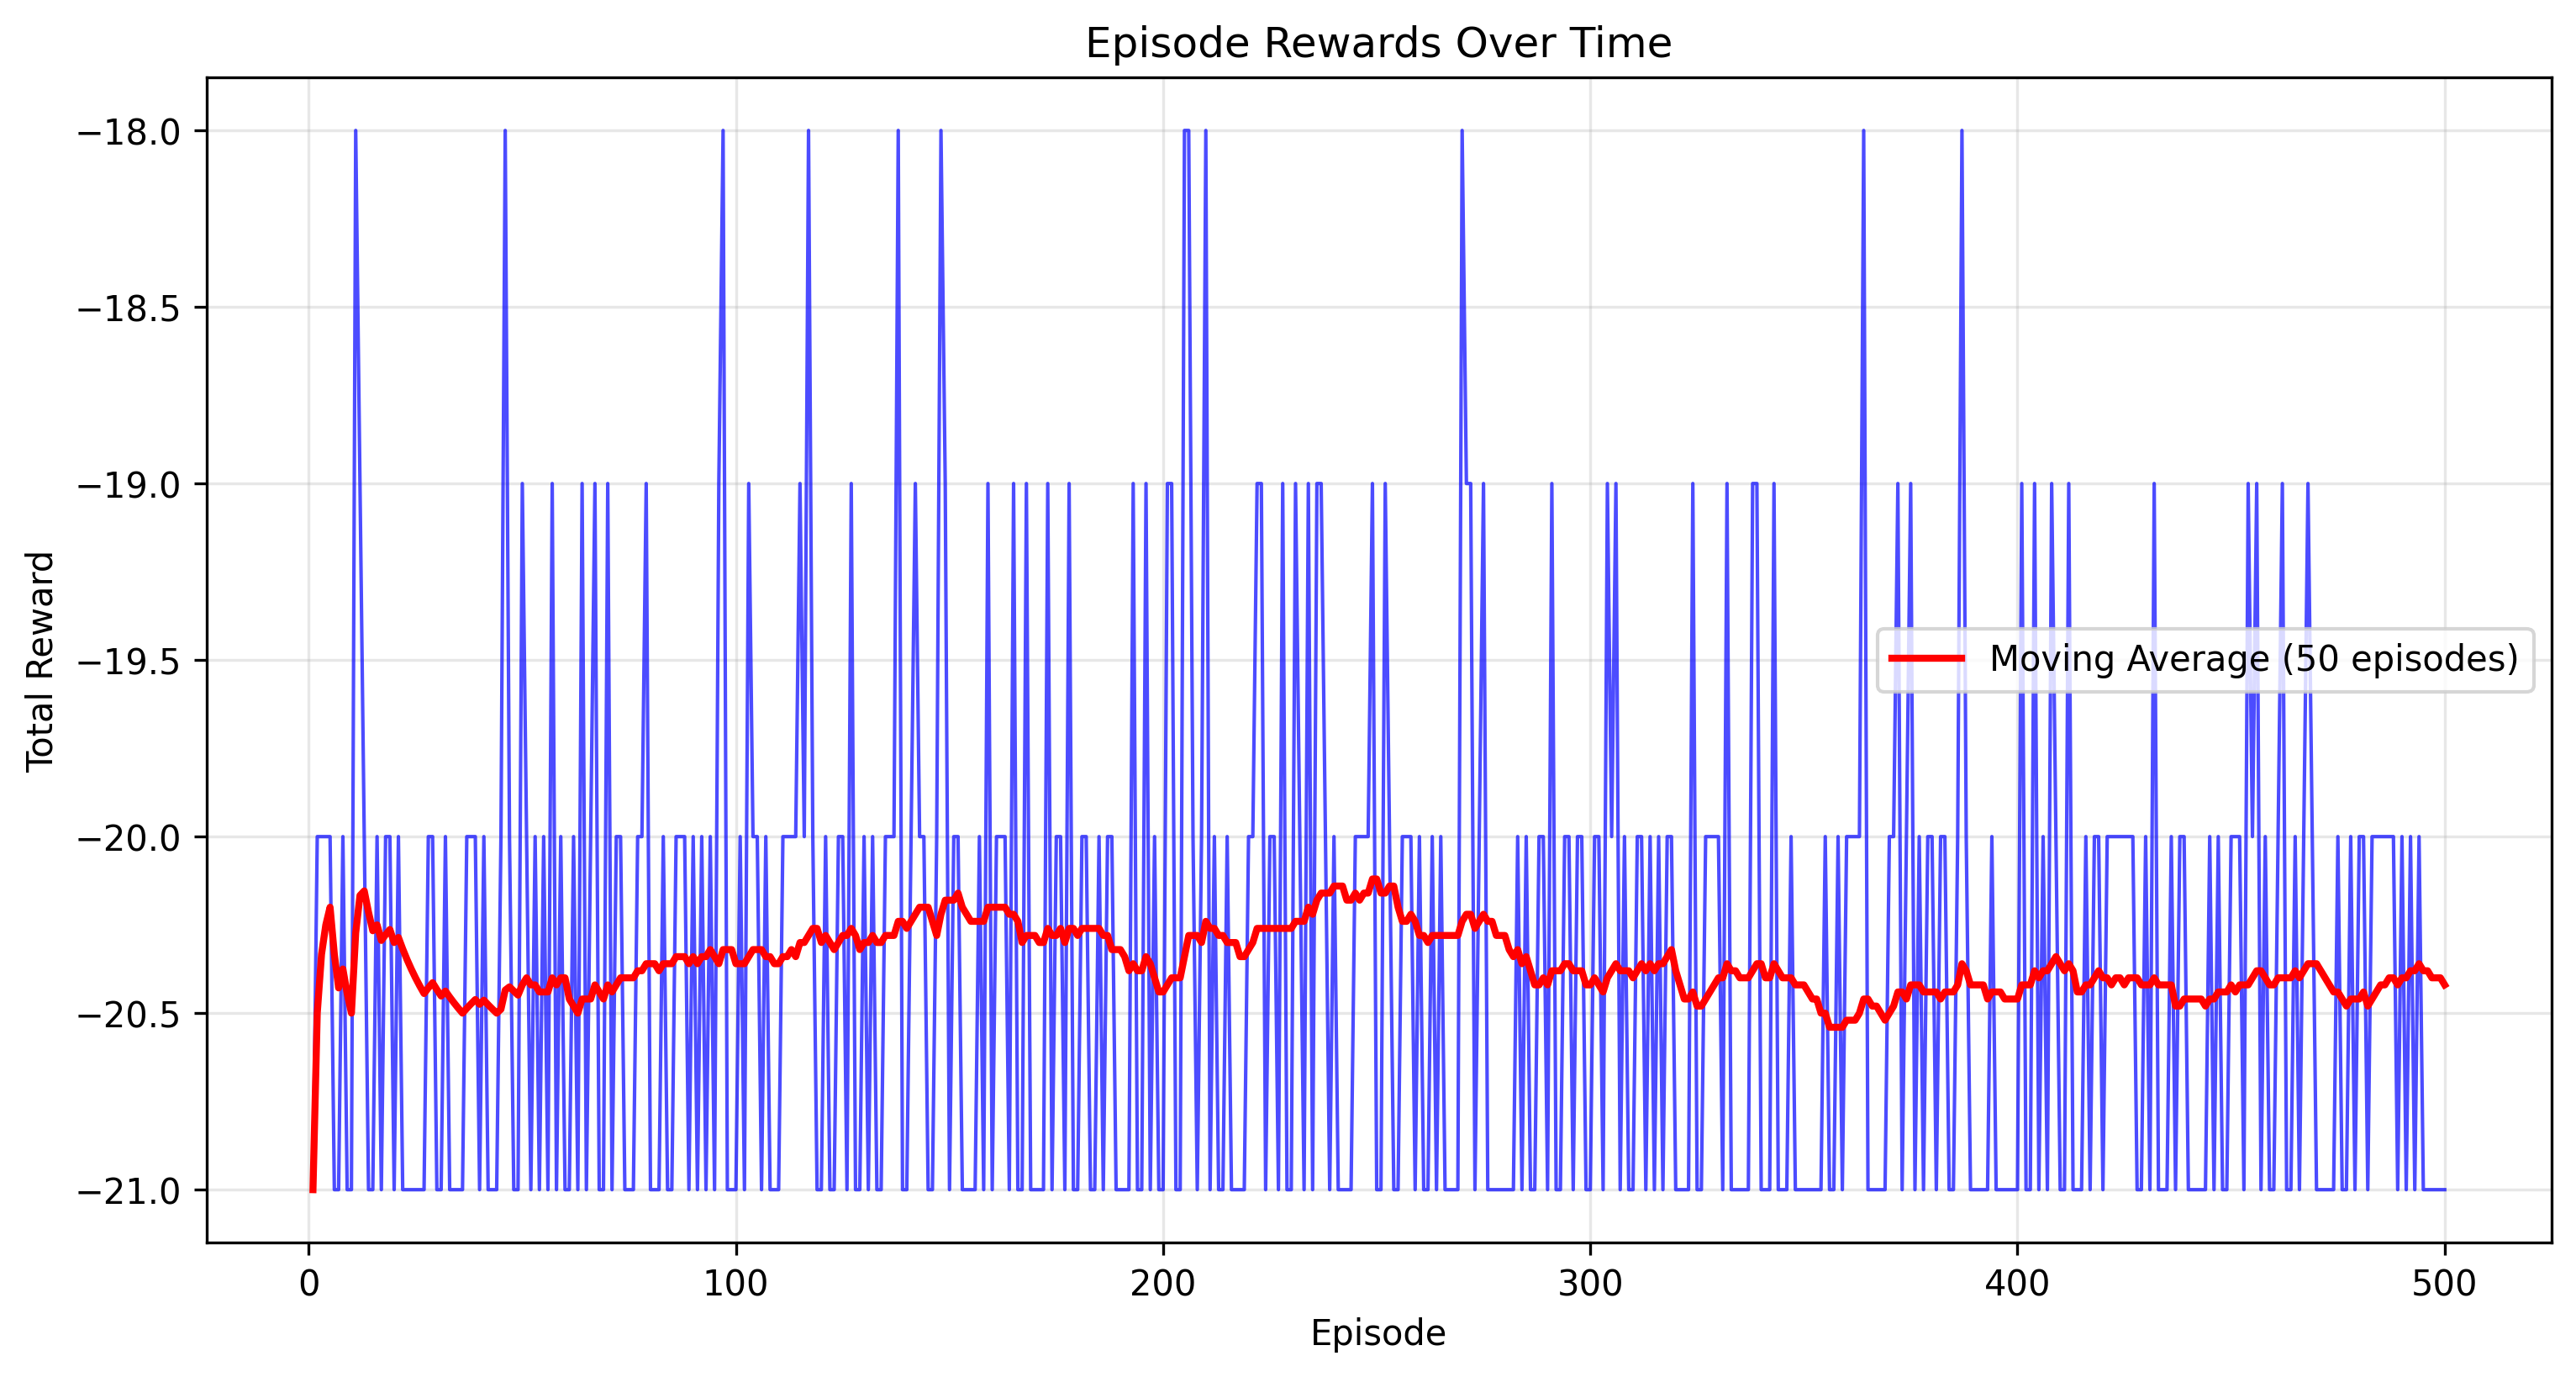 Episode Rewards Over Time
Total Reward
−18.0
−18.5
−19.0
−19.5
−20.0
−20.5
−21.0
Moving Average (50 episodes)
0 100 200 300 400 500
Episode